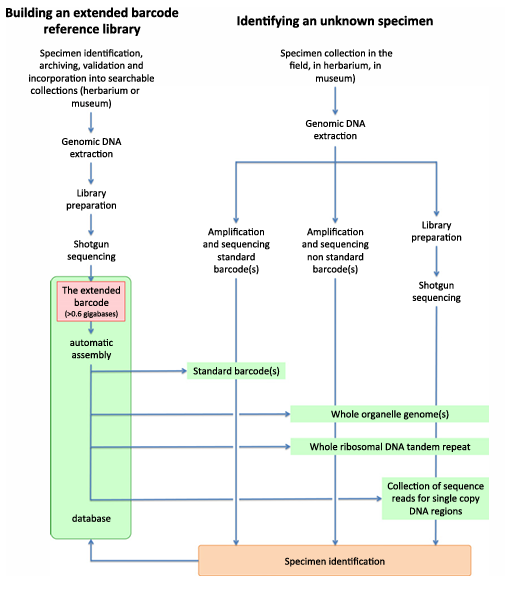 Building an extended barcode
reference library
Identifying an unknown specimen
Specimen identification,
archiving, validation and
incorporation into searchable
collections (herbarium or
museum)
Specimen collection in the
field, in herbarium, in
museum)
Genomic DNA
extraction
Genomic DNA
extraction
Library
preparation
Shotgun
sequencing
Amplification
and sequencing
standard
barcode(s)
Amplification
and sequencing
non standard
barcode(s)
Library
preparation
Shotgun
sequencing
The extended
barcode
(>0.6 gigabases)
automatic
assembly
Standard barcode(s)
Whole organelle genome(s)
Whole ribosomal DNA tandem repeat
Collection of sequence
reads for single copy
DNA regions
database
Specimen identification